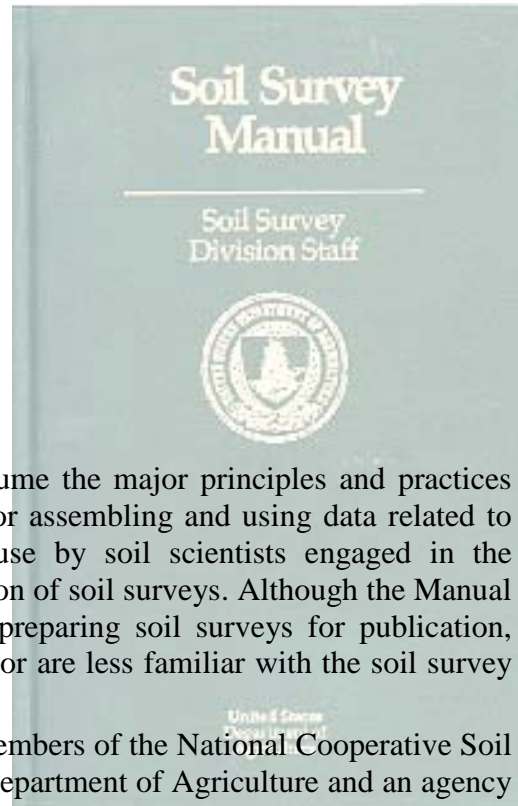 Soil Survey
Manual
Soil Survey
Division Staff
ume the major principles and practices
or assembling and using data related to
use by soil scientists engaged in the
on of soil surveys. Although the Manual
preparing soil surveys for publication,
or are less familiar with the soil survey
United States
embers of the National Cooperative Soil
epartment of Agriculture and an agency